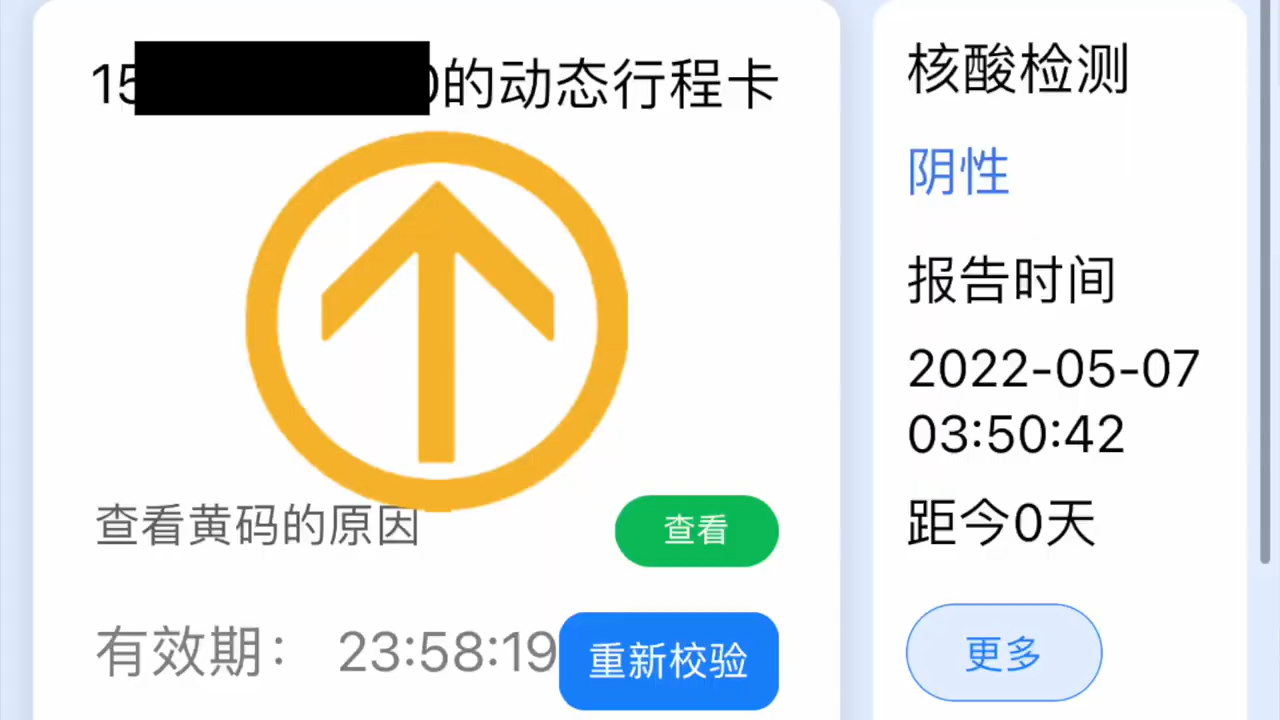 15
0的动态行程卡
查看黄码的原因
查看
有效期： 23:58:19
重新校验
核酸检测
阴性
报告时间
2022-05-07
03:50:42
距今0天
更多